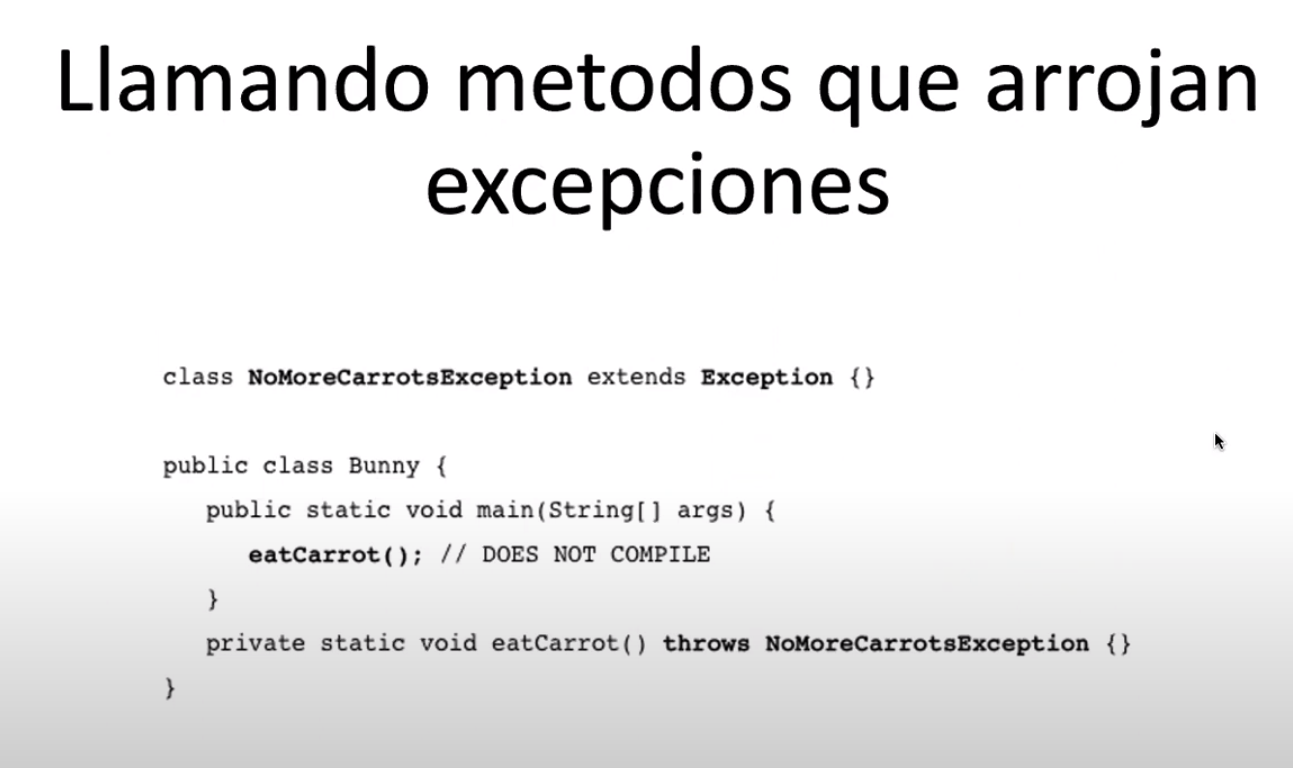 Llamando metodos que arrojan
excepciones
class NoMoreCarrotsException extends Exception {}
public class Bunny {
public static void main(String[] args) {
eatCarrot(); // DOES NOT COMPILE
}
private static void eatCarrot() throws NoMoreCarrotsException {}
}